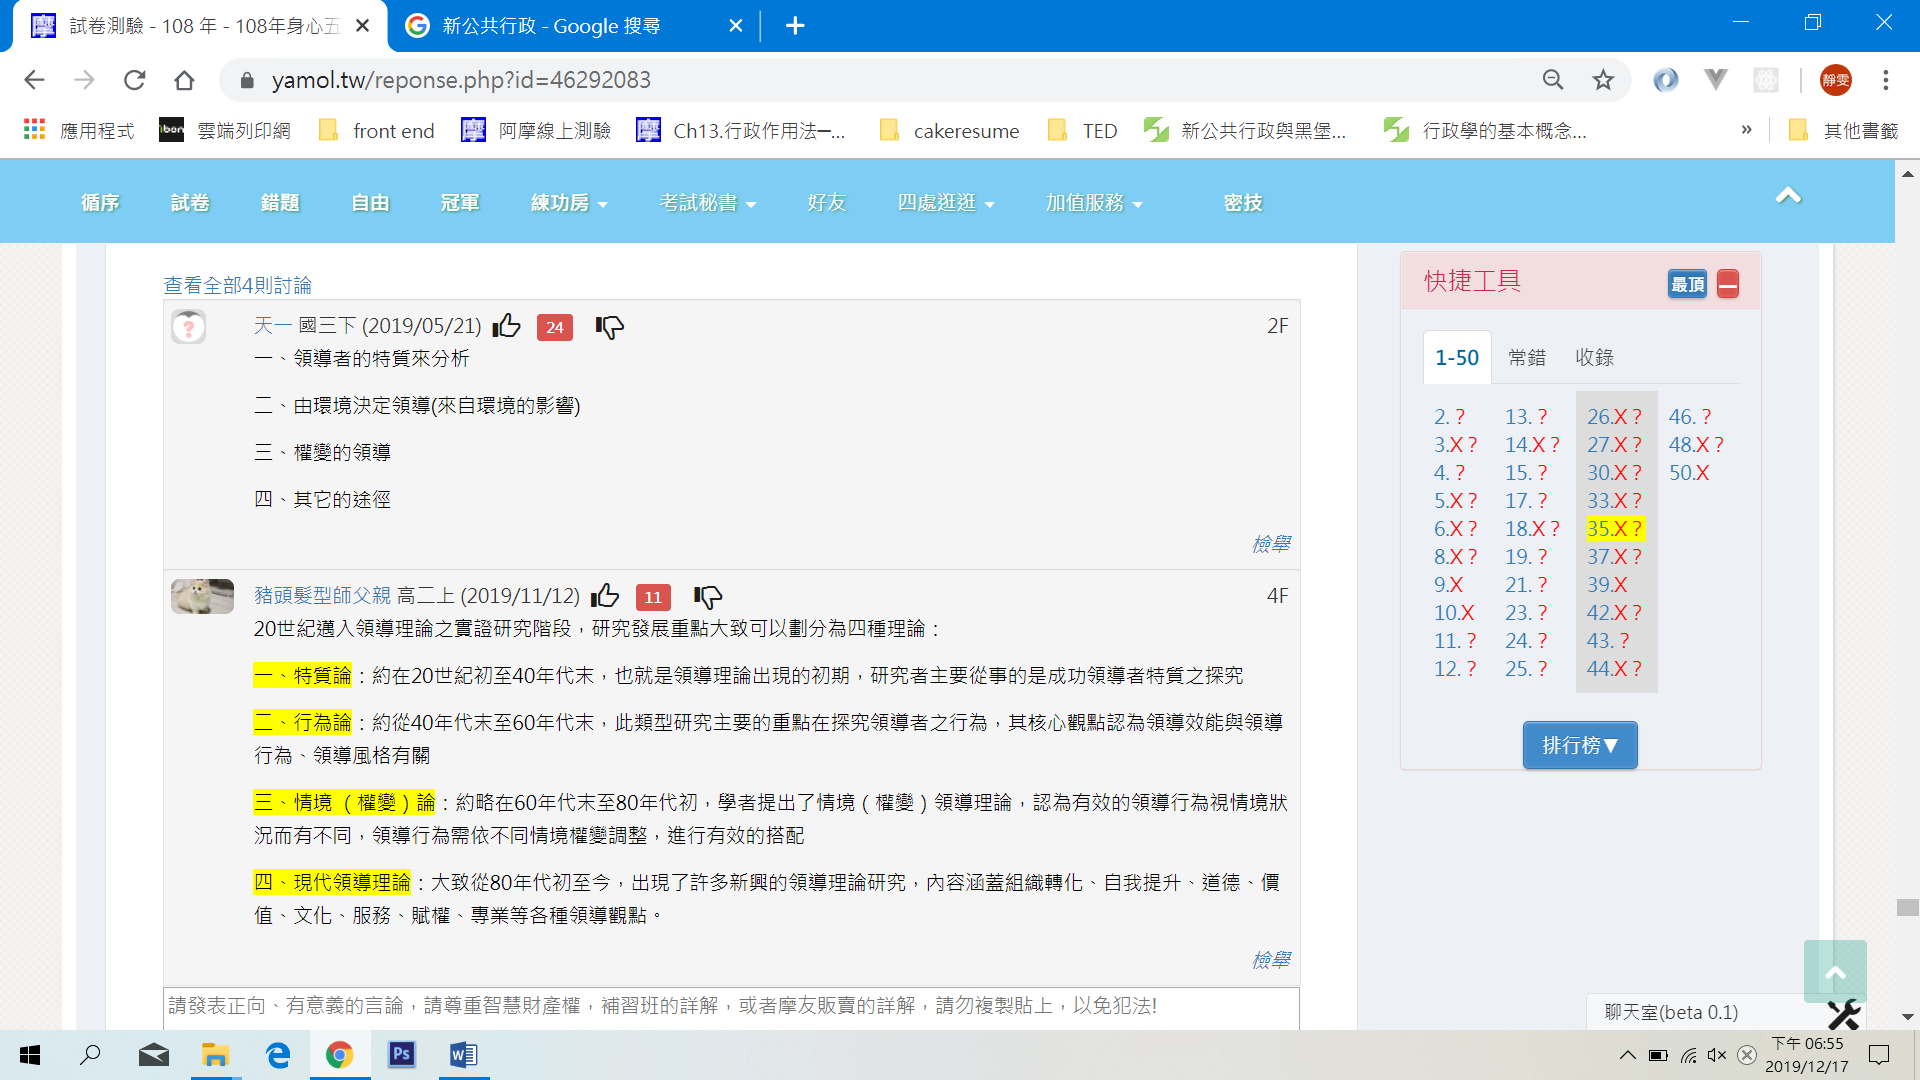 試卷測驗 - 108 年 - 108年身心五
新公共行政 - Google 搜尋
yamol.tw/reponse.php?id=46292083
靜雯
應用程式
ibon
雲端列印網
front end
阿摩線上測驗
Ch13.行政作用法—...
cakeresume
TED
新公共行政與黑堡...
行政學的基本概念...
»
其他書籤
循序 試卷 錯題 自由 冠軍 練功房 考試秘書 好友 四處逛逛 加值服務 密技
查看全部4則討論
天一 國三下 (2019/05/21) 24 2F
一、領導者的特質來分析
二、由環境決定領導(來自環境的影響)
三、權變的領導
四、其它的途徑
檢舉
豬頭髮型師父親 高二上 (2019/11/12) 11 4F
20世紀邁入領導理論之實證研究階段，研究發展重點大致可以劃分為四種理論：
一、特質論：約在20世紀初至40年代末，也就是領導理論出現的初期，研究者主要從事的是成功領導者特質之探究
二、行為論：約從40年代末至60年代末，此類型研究主要的重點在探究領導者之行為，其核心觀點認為領導效能與領導
行為、領導風格有關
三、情境（權變）論：約略在60年代末至80年代初，學者提出了情境（權變）領導理論，認為有效的領導行為視情境狀
況而有不同，領導行為需依不同情境權變調整，進行有效的搭配
四、現代領導理論：大致從80年代初至今，出現了許多新興的領導理論研究，內容涵蓋組織轉化、自我提升、道德、價
值、文化、服務、賦權、專業等各種領導觀點。
檢舉
請發表正向、有意義的言論，請尊重智慧財產權，補習班的詳解，或者摩友販賣的詳解，請勿複製貼上，以免犯法!
快捷工具 最頂
1-50 常錯 收錄
2. ? 13. ? 26.X ? 46. ?
3.X ? 14.X ? 27.X ? 48.X ?
4. ? 15. ? 30.X ? 50.X
5.X ? 17. ? 33.X ?
6.X ? 18.X ? 35.X ?
8.X ? 19. ? 37.X ?
9.X 21. ? 39.X
10.X 23. ? 42.X ?
11. ? 24. ? 43. ?
12. ? 25. ? 44.X ?
排行榜▼
聊天室(beta 0.1)
Ps
下午 06:55
2019/12/17